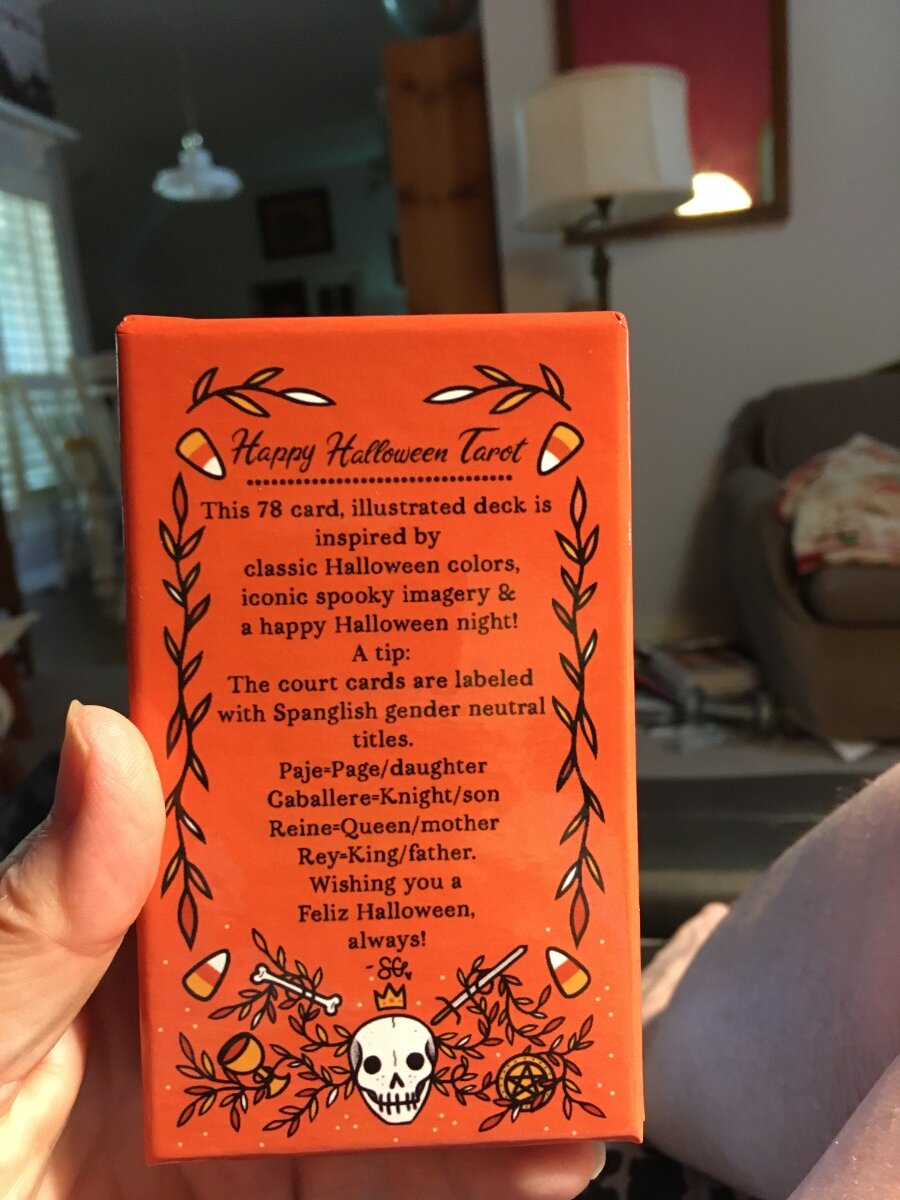 Happy Halloween Tarot
This 78 card, illustrated deck is
inspired by
classic Halloween colors,
iconic spooky imagery &
a happy Halloween night!
A tip:
The court cards are labeled
with Spanglish gender neutral
titles.
Paje=Page/daughter
Caballere=Knight/son
Reine=Queen/mother
Rey=King/father.
Wishing you a
Feliz Halloween,
always!
-SG